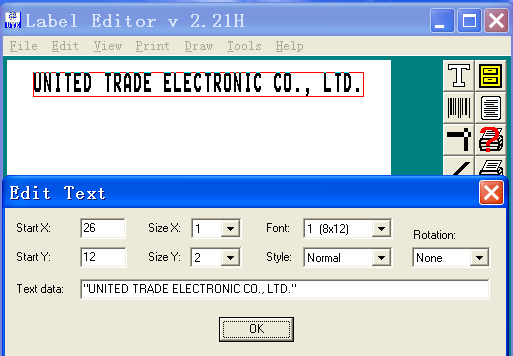 Label Editor v 2.21H
File Edit View Print Draw Tools Help
UNITED TRADE ELECTRONIC CO., LTD.
T
?
Edit Text
Start X: 26 Size X: 1 Font: 1 (8x12) Rotation:
Start Y: 12 Size Y: 2 Style: Normal None
Text data: "UNITED TRADE ELECTRONIC CO., LTD."
OK